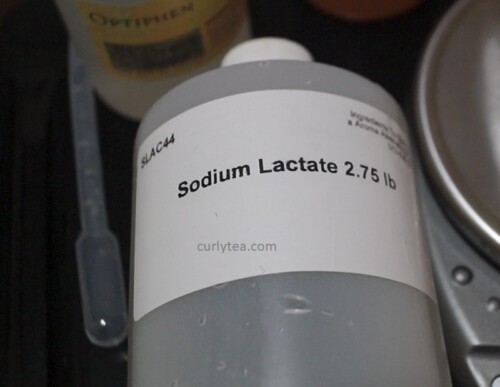 OPTIPHEN
SLAC44
Sodium Lactate 2.75 lb
curlytea.com